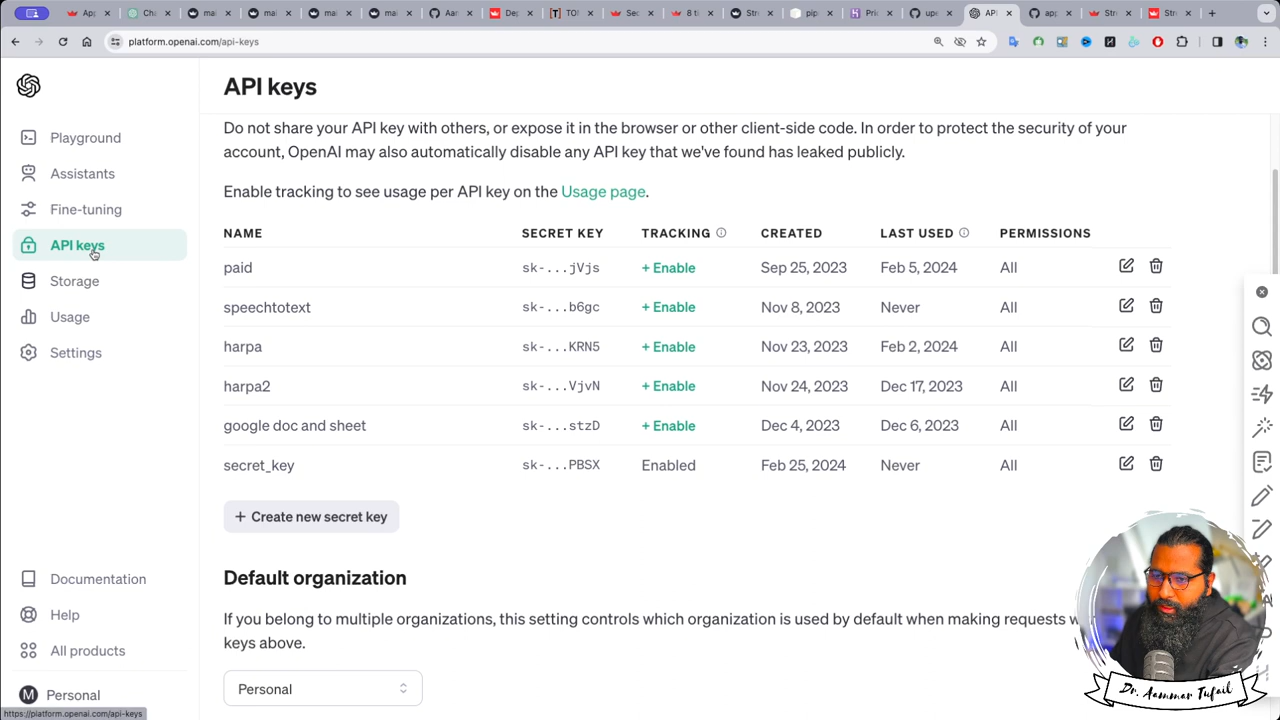 API
app
platform.openai.com/api-keys
API keys
Playground
Assistants
Fine-tuning
API keys
Storage
Usage
Settings
Documentation
Help
All products
M Personal
Do not share your API key with others, or expose it in the browser or other client-side code. In order to protect the security of your
account, OpenAI may also automatically disable any API key that we've found has leaked publicly.
Enable tracking to see usage per API key on the Usage page.
NAME SECRET KEY TRACKING CREATED LAST USED PERMISSIONS
paid sk-...jVjs + Enable Sep 25, 2023 Feb 5, 2024 All
speechtotext sk-...b6gc + Enable Nov 8, 2023 Never All
harpa sk-...KRN5 + Enable Nov 23, 2023 Feb 2, 2024 All
harpa2 sk-...VjvN + Enable Nov 24, 2023 Dec 17, 2023 All
google doc and sheet sk-...stzD + Enable Dec 4, 2023 Dec 6, 2023 All
secret_key sk-...PBSX Enabled Feb 25, 2024 Never All
+ Create new secret key
Default organization
If you belong to multiple organizations, this setting controls which organization is used by default when making requests
keys above.
Personal
Dr. Aammar Tufail
https://platform.openai.com/api-keys